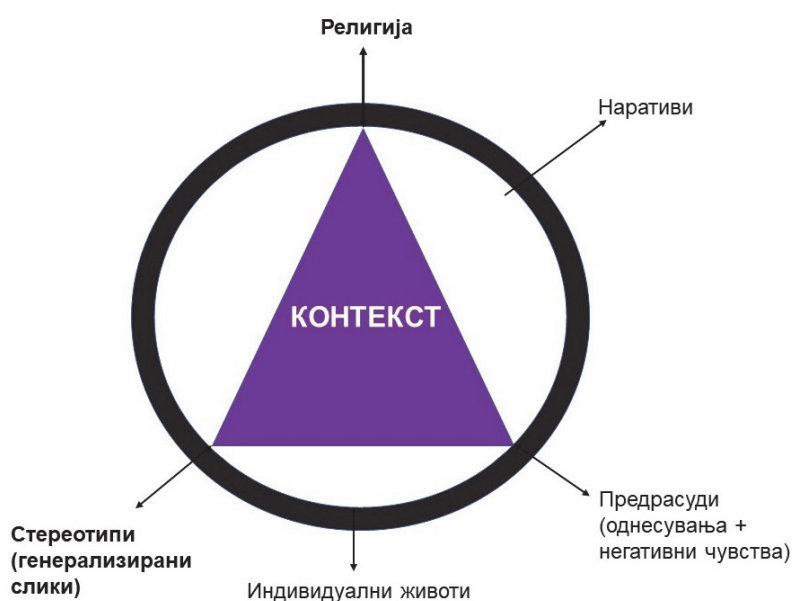 Религија
Наративи
КОНТЕКСТ
Предрасуди
(однесувања +
негативни чувства)
Стереотипи
(генерализирани
слики)
Индивидуални животи